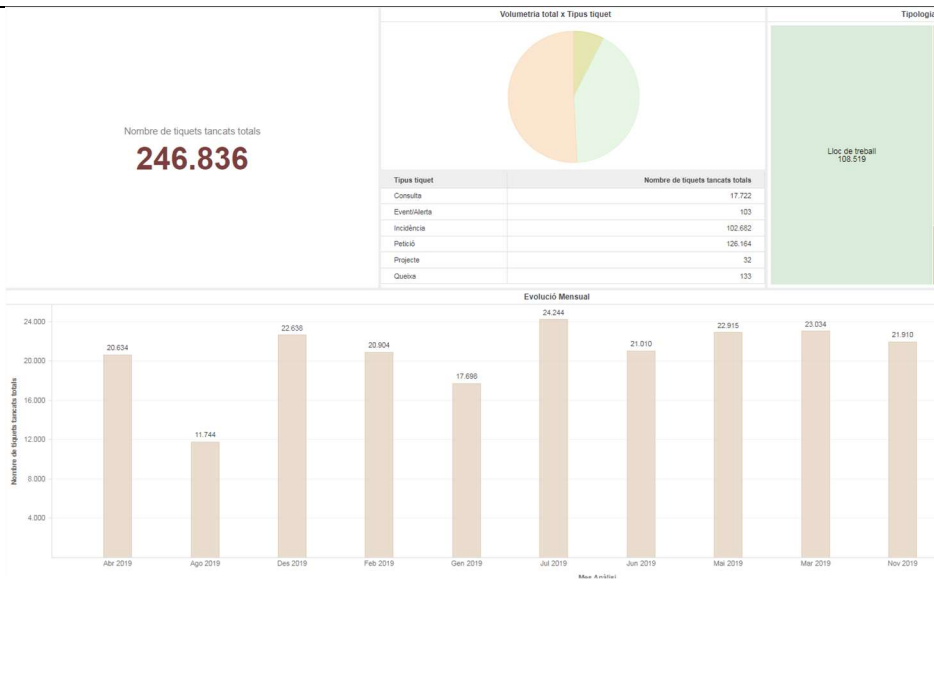 Volumetria total x Tipus tiquet
Tipologia
Nombre de tiquets tancats totals
246.836
Lloc de treball
108.519
Tipus tiquet Nombre de tiquets tancats totals
Consulta 17.722
Event/Alerta 103
Incidència 102.682
Petició 126.164
Projecte 32
Queixa 133
Evolució Mensual
Nombre de tiquets tancats totals
24.000
20.000
16.000
12.000
8.000
4.000
20.634
11.744
22.636
20.904
17.698
24.244
21.010
22.915
23.034
21.910
Abr 2019 Ago 2019 Des 2019 Feb 2019 Gen 2019 Jul 2019 Jun 2019 Mai 2019 Mar 2019 Nov 2019
Mes Anàlisi